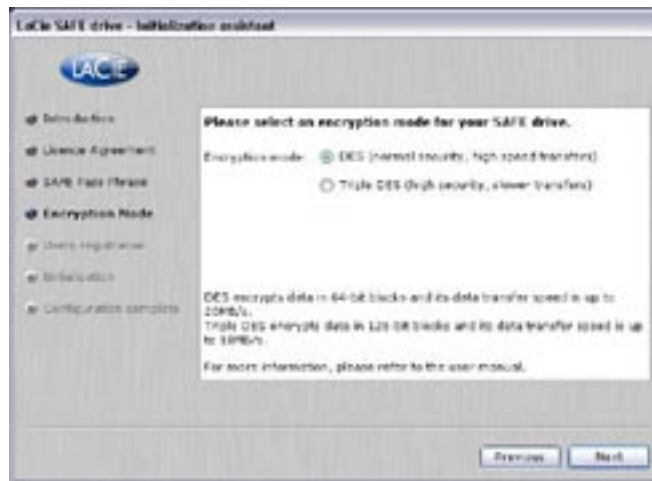 LaCie SAFE drive - Initialization assistant
LACIE
Introduction
Licence Agreement
SAFE Pass Phrase
Encryption Mode
Users registration
Initialization
Configuration complete
Please select an encryption mode for your SAFE drive.
Encryption mode: DES (normal security, high speed transfers)
Triple DES (high security, slower transfers)
DES encrypts data in 64-bit blocks and its data transfer speed is up to
20MB/s.
Triple DES encrypts data in 128-bit blocks and its data transfer speed is up
to 10MB/s.
For more information, please refer to the user manual.
Previous
Next